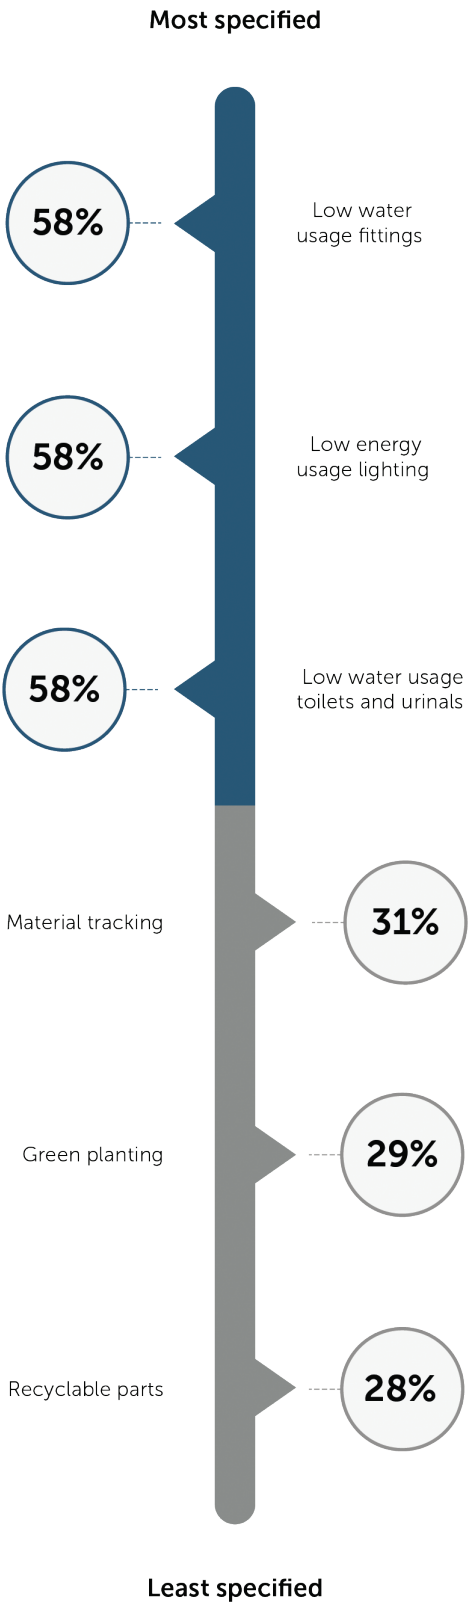 Most specified
58%
Low water
usage fittings
58%
Low energy
usage lighting
58%
Low water usage
toilets and urinals
Material tracking
31%
Green planting
29%
Recyclable parts
28%
Least specified